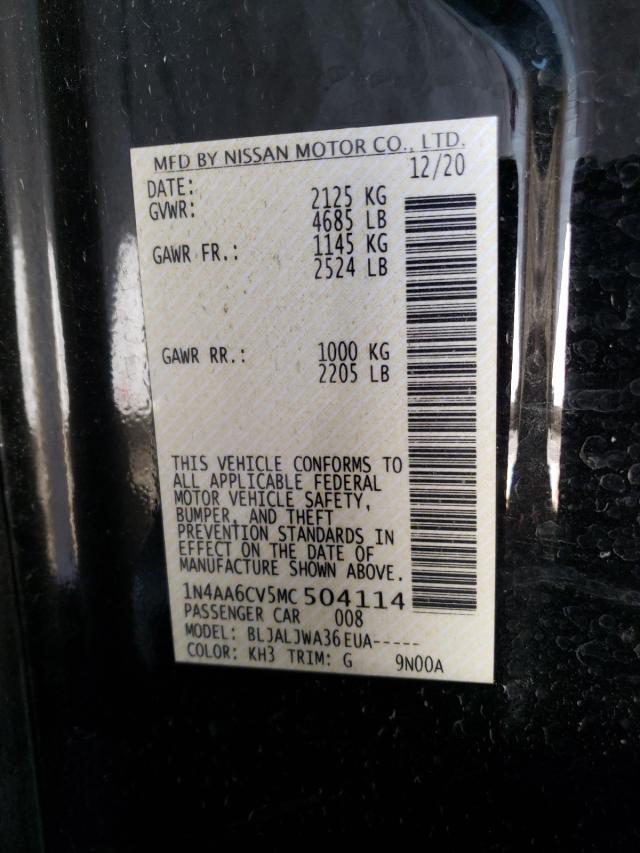 MFD BY NISSAN MOTOR CO., LTD.
DATE: 12/20
GVWR: 2125 KG
4685 LB
GAWR FR.: 1145 KG
2524 LB
GAWR RR.: 1000 KG
2205 LB
THIS VEHICLE CONFORMS TO
ALL APPLICABLE FEDERAL
MOTOR VEHICLE SAFETY,
BUMPER, AND THEFT
PREVENTION STANDARDS IN
EFFECT ON THE DATE OF
MANUFACTURE SHOWN ABOVE.
1N4AA6CV5MC504114
PASSENGER CAR 008
MODEL: BLJALJWA36EUA-----
COLOR: KH3 TRIM: G 9N00A